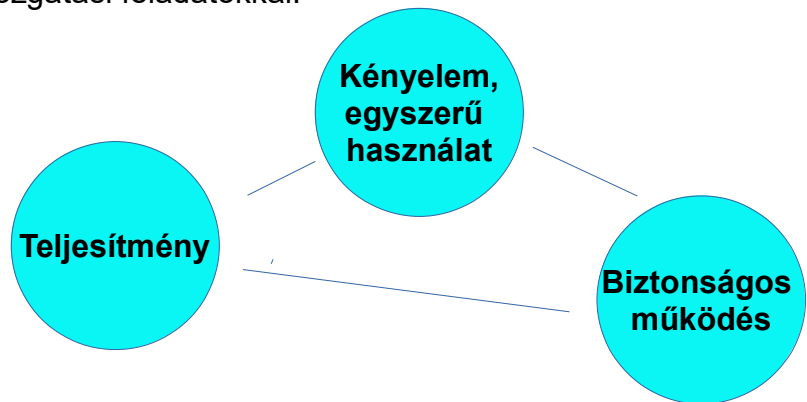 Kényelem,
egyszerű
használat
Teljesítmény
Biztonságos
működés